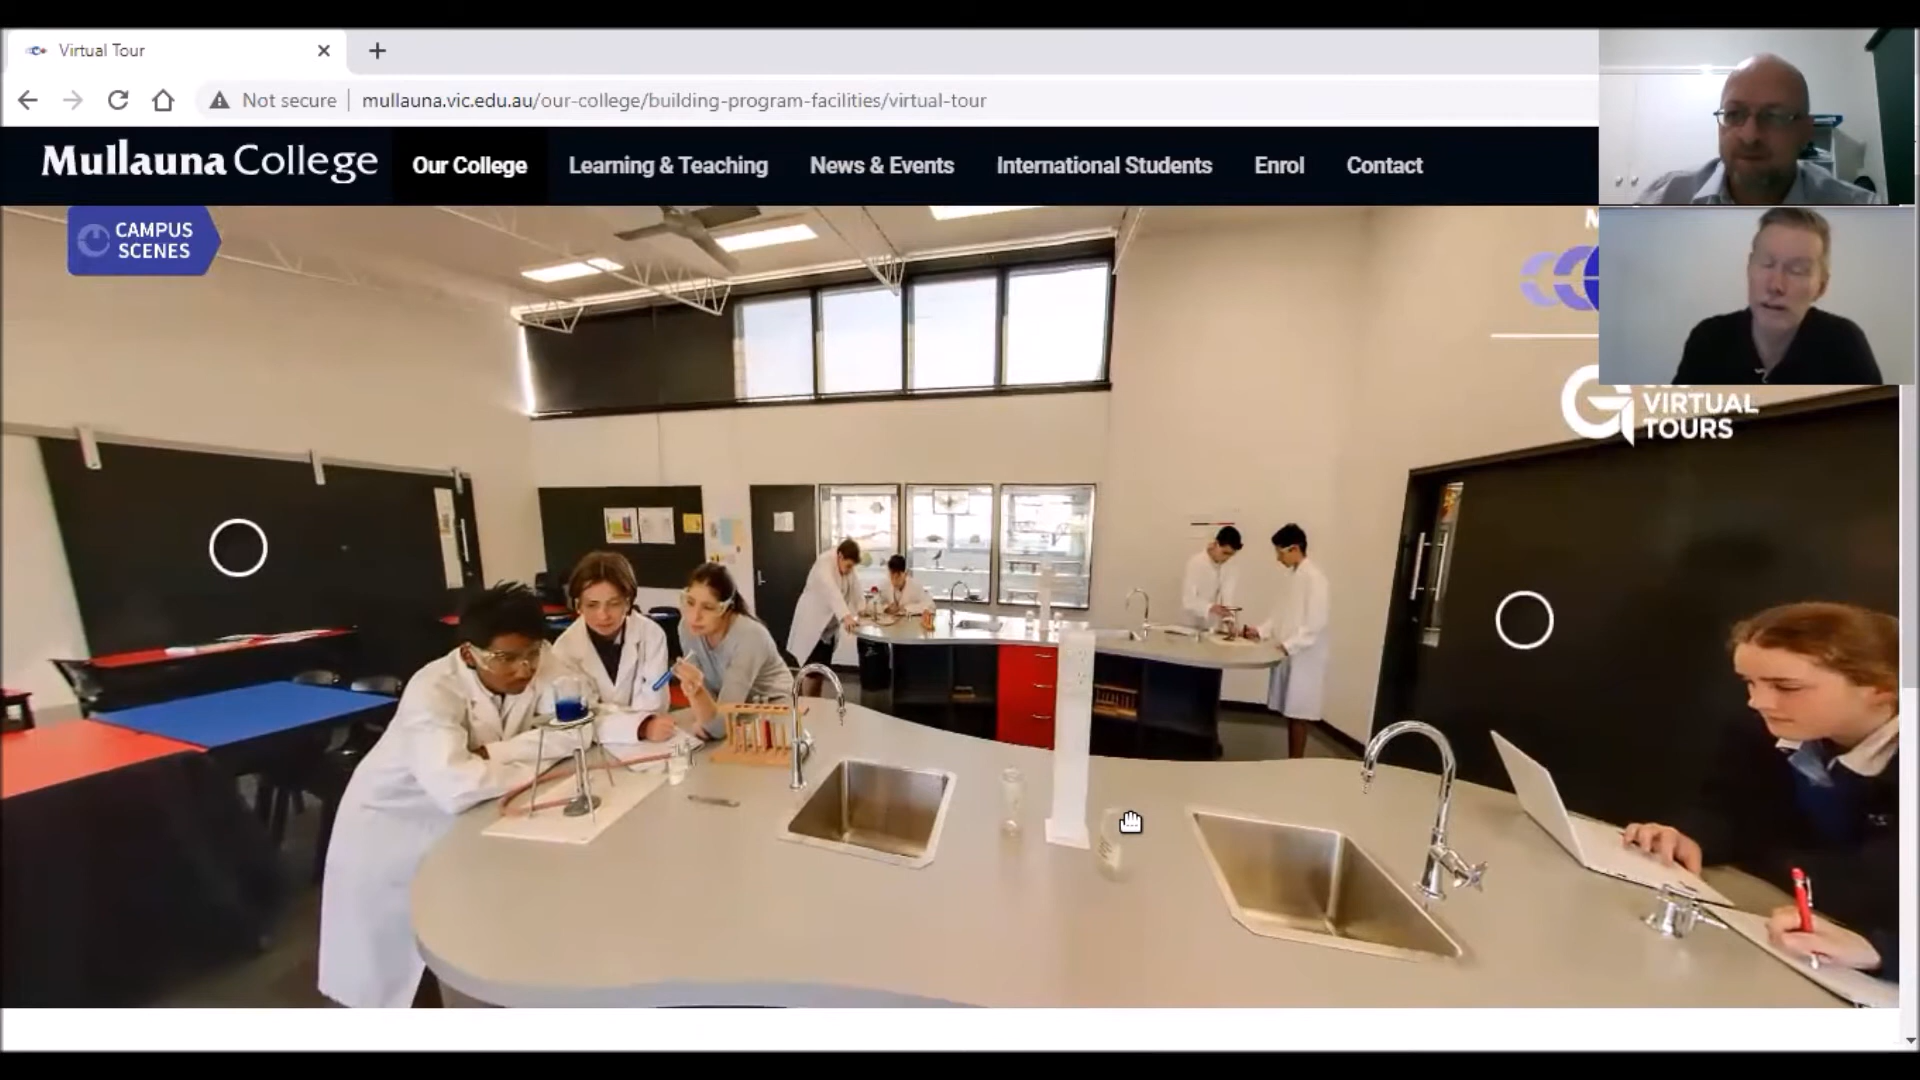 Virtual Tour
Not secure
mullauna.vic.edu.au/our-college/building-program-facilities/virtual-tour
Mullauna College
Our College
Learning & Teaching
News & Events
International Students
Enrol
Contact
CAMPUS
SCENES
VIRTUAL
TOURS